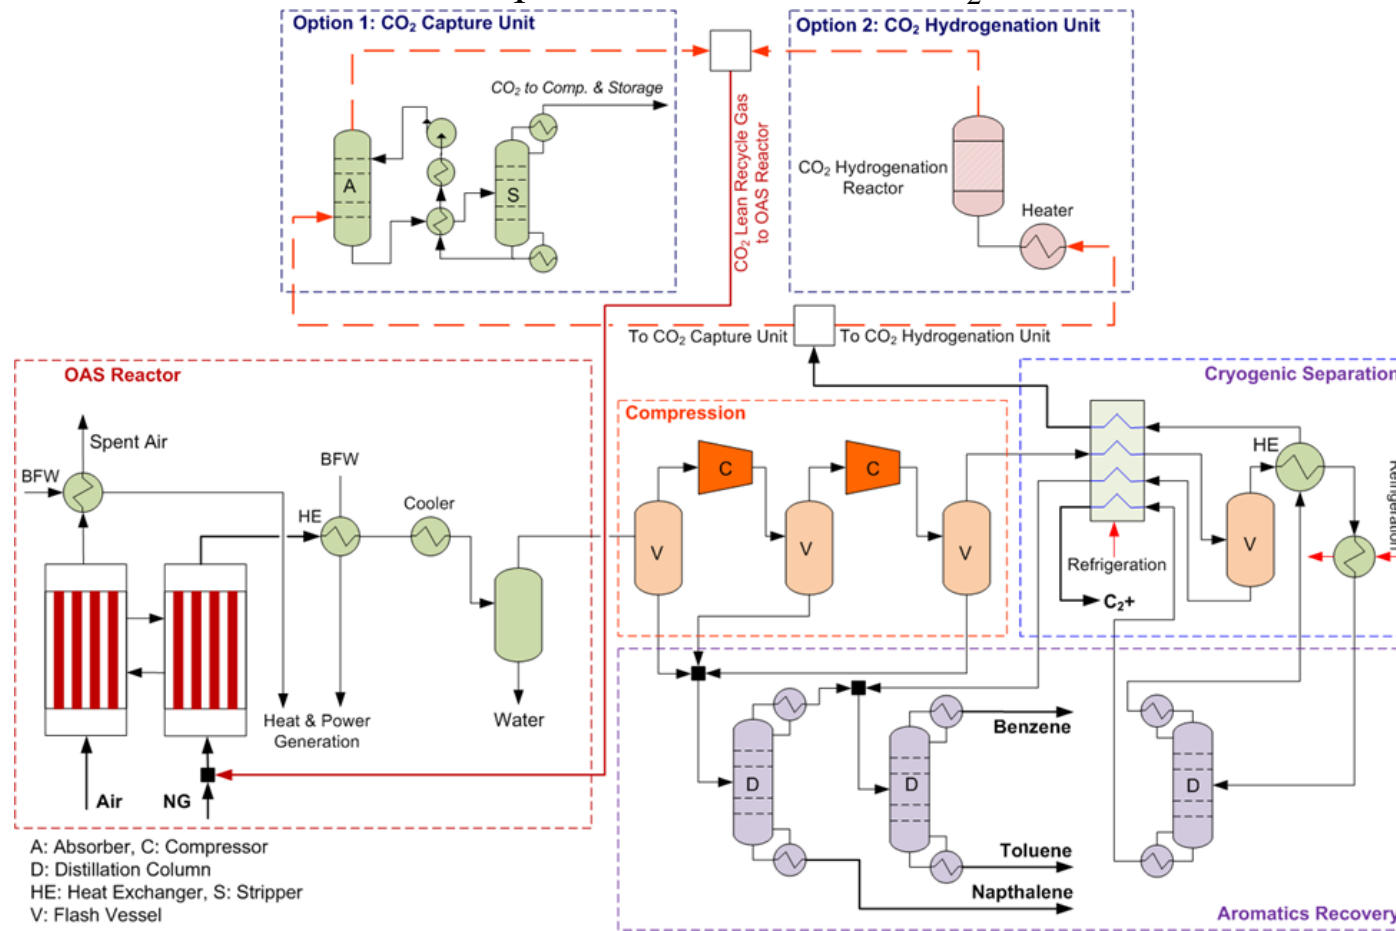 Option 1: CO₂ Capture Unit
Option 2: CO₂ Hydrogenation Unit
CO₂ to Comp. & Storage
A
S
CO₂ Lean Recycle Gas
to OAS Reactor
CO₂ Hydrogenation
Reactor
Heater
To CO₂ Capture Unit
To CO₂ Hydrogenation Unit
OAS Reactor
Spent Air
BFW
BFW
HE
Cooler
Heat & Power
Generation
Water
Air
NG
Compression
C
C
V
V
V
Cryogenic Separation
HE
V
Refrigeration
Refrigeration
C₂+
D
D
D
Benzene
Toluene
Napthalene
Aromatics Recovery
A: Absorber, C: Compressor
D: Distillation Column
HE: Heat Exchanger, S: Stripper
V: Flash Vessel